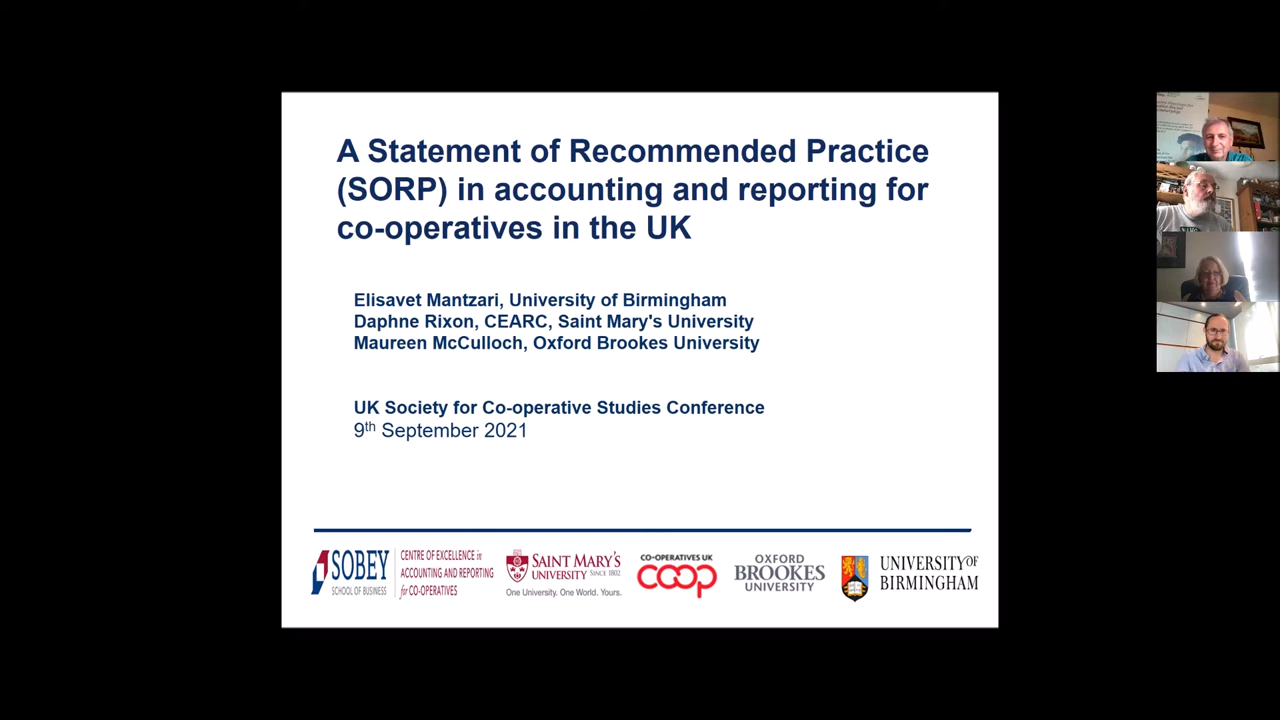 A Statement of Recommended Practice
(SORP) in accounting and reporting for
co-operatives in the UK
Elisavet Mantzari, University of Birmingham
Daphne Rixon, CEARC, Saint Mary's University
Maureen McCulloch, Oxford Brookes University
UK Society for Co-operative Studies Conference
9th September 2021
SOBEY
SCHOOL OF BUSINESS
CENTRE OF EXCELLENCE in
ACCOUNTING AND REPORTING
for CO-OPERATIVES
SAINT MARY'S
UNIVERSITY SINCE 1802
One University. One World. Yours.
CO-OPERATIVES UK
coop
OXFORD
BROOKES
UNIVERSITY
UNIVERSITY OF
BIRMINGHAM